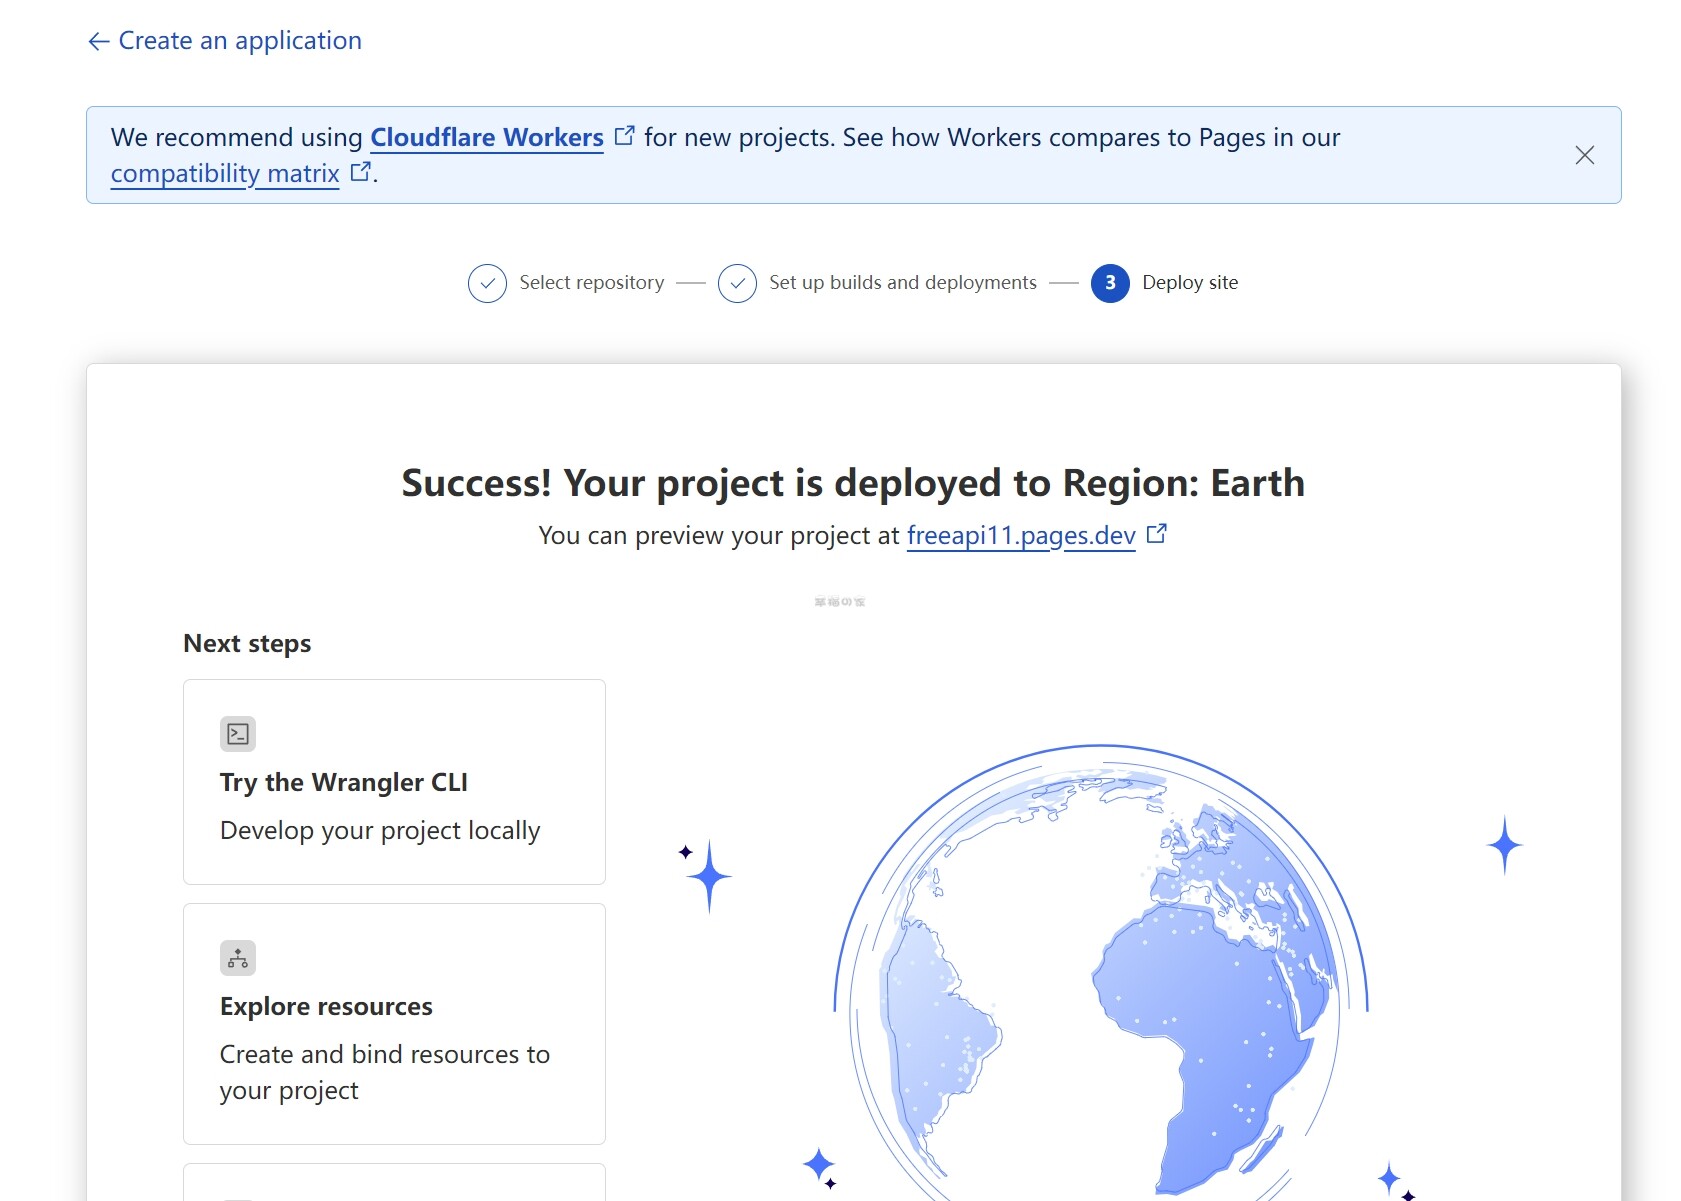 Create an application
We recommend using Cloudflare Workers for new projects. See how Workers compares to Pages in our
compatibility matrix.
Select repository
Set up builds and deployments
3 Deploy site
Success! Your project is deployed to Region: Earth
You can preview your project at freeapi11.pages.dev
Next steps
Try the Wrangler CLI
Develop your project locally
Explore resources
Create and bind resources to
your project